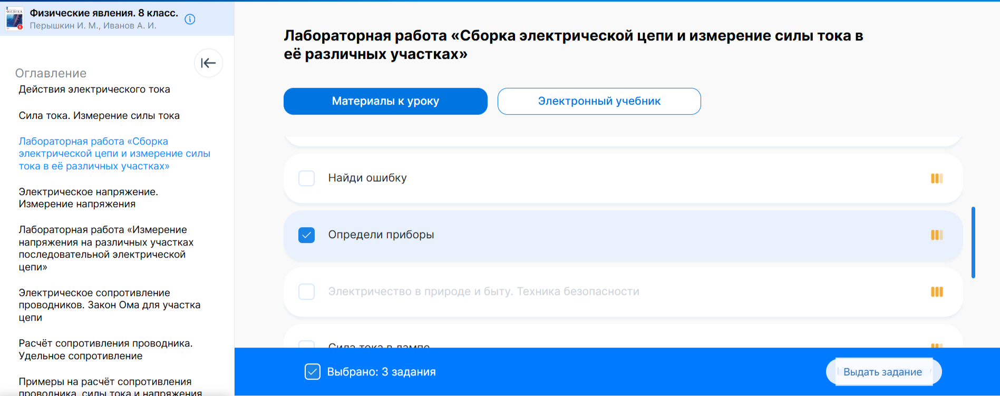 ФИЗИКА
8
Физические явления. 8 класс.
Перышкин И. М., Иванов А. И.
Оглавление
Действия электрического тока
Сила тока. Измерение силы тока
Лабораторная работа «Сборка
электрической цепи и измерение силы
тока в её различных участках»
Электрическое напряжение.
Измерение напряжения
Лабораторная работа «Измерение
напряжения на различных участках
последовательной электрической
цепи»
Электрическое сопротивление
проводников. Закон Ома для участка
цепи
Расчёт сопротивления проводника.
Удельное сопротивление
Примеры на расчёт сопротивления
проводника, силы тока и напряжения
Лабораторная работа «Сборка электрической цепи и измерение силы тока в
её различных участках»
Материалы к уроку
Электронный учебник
Найди ошибку
Определи приборы
Электричество в природе и быту. Техника безопасности
Сила тока в лампе
Выбрано: 3 задания
Выдать задание